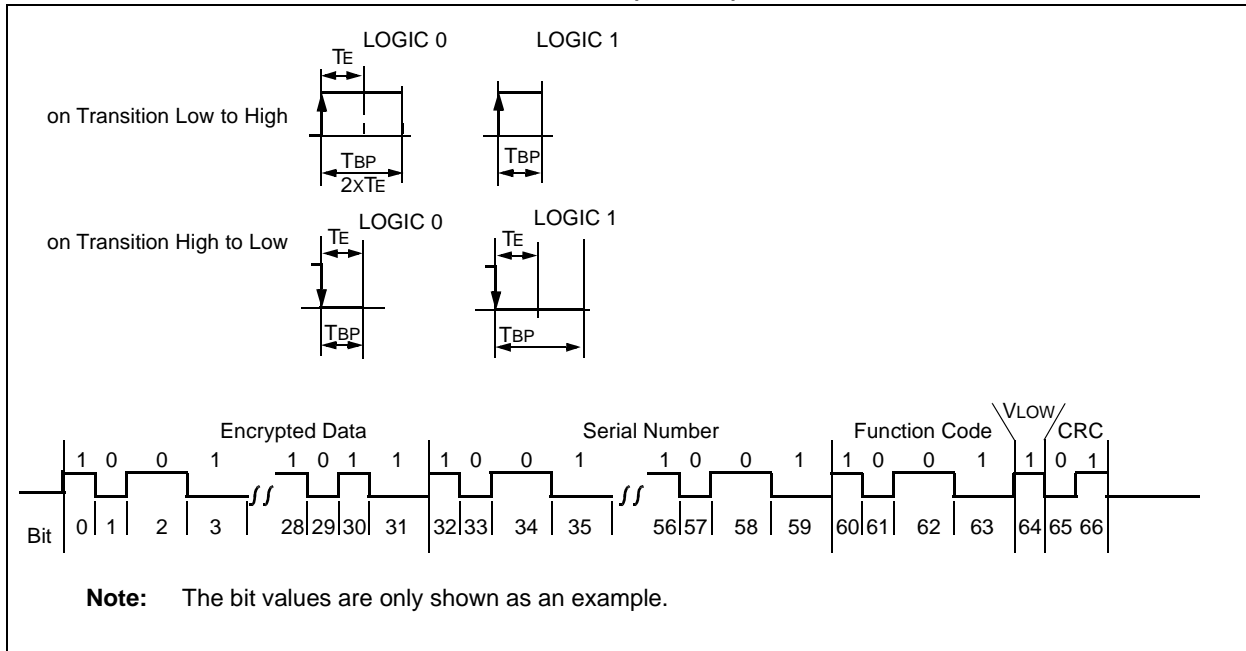 LOGIC 0 LOGIC 1
TE
on Transition Low to High
TBP TBP
2XTE
LOGIC 0 LOGIC 1
on Transition High to Low TE TE
TBP TBP
VLOW
Encrypted Data Serial Number Function Code CRC
1 0 0 1 1 0 1 1 1 0 0 1 1 0 0 1 1 0 0 1 1 0 1
Bit 0 1 2 3 28 29 30 31 32 33 34 35 56 57 58 59 60 61 62 63 64 65 66
Note: The bit values are only shown as an example.